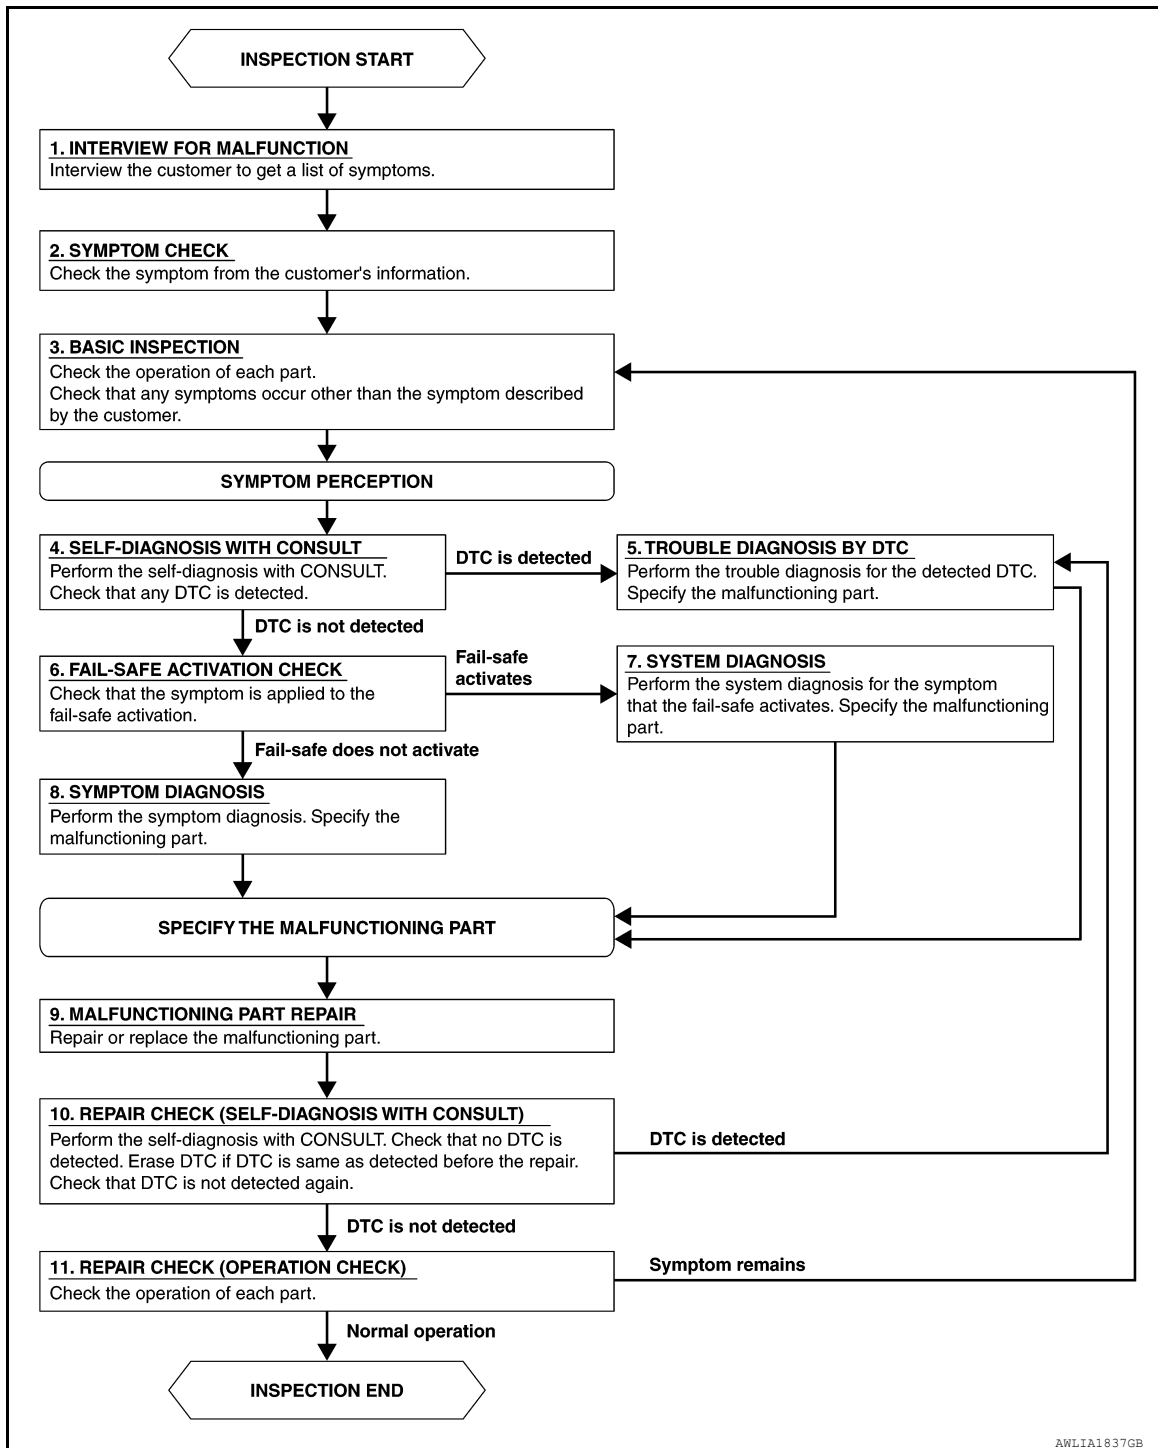 INSPECTION START
1. INTERVIEW FOR MALFUNCTION
Interview the customer to get a list of symptoms.
2. SYMPTOM CHECK
Check the symptom from the customer's information.
3. BASIC INSPECTION
Check the operation of each part.
Check that any symptoms occur other than the symptom described
by the customer.
SYMPTOM PERCEPTION
4. SELF-DIAGNOSIS WITH CONSULT
Perform the self-diagnosis with CONSULT.
Check that any DTC is detected.
DTC is detected
5. TROUBLE DIAGNOSIS BY DTC
Perform the trouble diagnosis for the detected DTC.
Specify the malfunctioning part.
DTC is not detected
6. FAIL-SAFE ACTIVATION CHECK
Check that the symptom is applied to the
fail-safe activation.
Fail-safe
activates
7. SYSTEM DIAGNOSIS
Perform the system diagnosis for the symptom
that the fail-safe activates. Specify the malfunctioning
part.
Fail-safe does not activate
8. SYMPTOM DIAGNOSIS
Perform the symptom diagnosis. Specify the
malfunctioning part.
SPECIFY THE MALFUNCTIONING PART
9. MALFUNCTIONING PART REPAIR
Repair or replace the malfunctioning part.
10. REPAIR CHECK (SELF-DIAGNOSIS WITH CONSULT)
Perform the self-diagnosis with CONSULT. Check that no DTC is
detected. Erase DTC if DTC is same as detected before the repair.
Check that DTC is not detected again.
DTC is detected
DTC is not detected
11. REPAIR CHECK (OPERATION CHECK)
Check the operation of each part.
Symptom remains
Normal operation
INSPECTION END
AWLIA1837GB